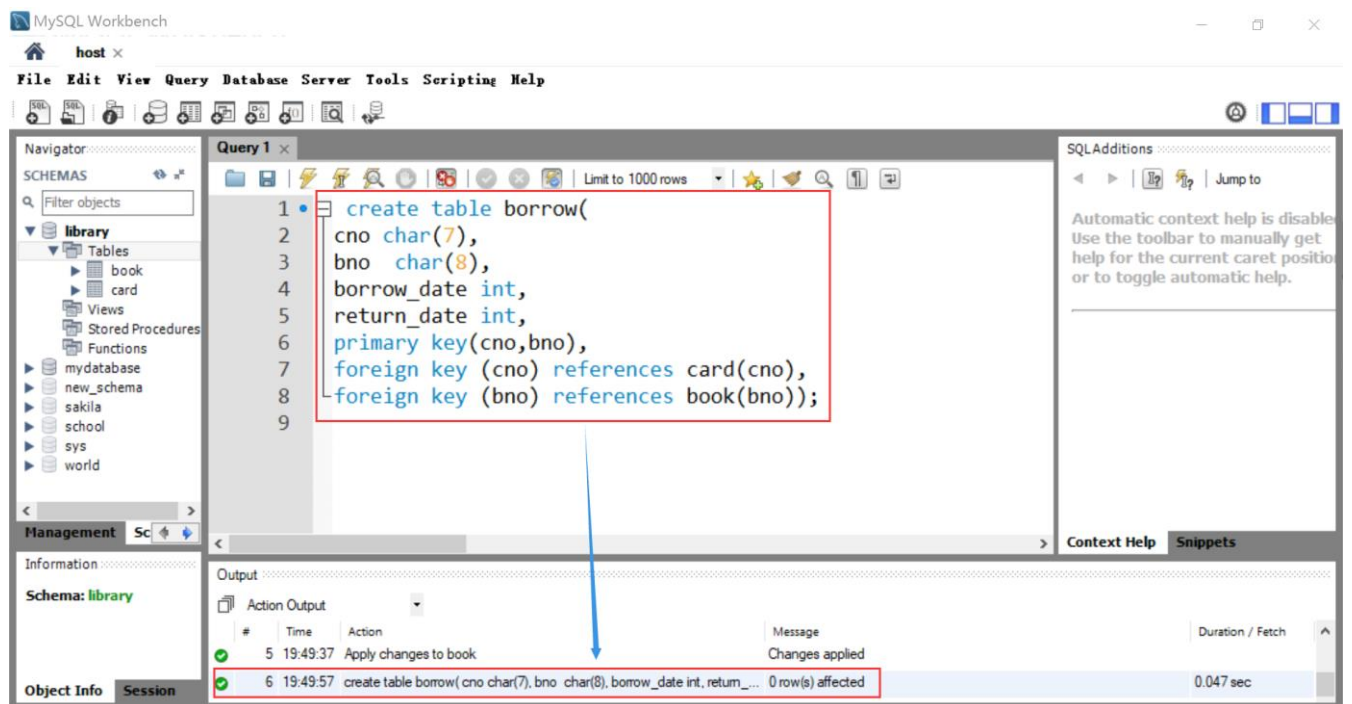 MySQL Workbench
host
File Edit View Query Database Server Tools Scripting Help
Navigator
SCHEMAS
Filter objects
library
Tables
book
card
Views
Stored Procedures
Functions
mydatabase
new_schema
sakila
school
sys
world
Management Sc
Information
Schema: library
Object Info Session
Query 1
Limit to 1000 rows
1 create table borrow(
2 cno char(7),
3 bno char(8),
4 borrow_date int,
5 return_date int,
6 primary key(cno,bno),
7 foreign key (cno) references card(cno),
8 foreign key (bno) references book(bno));
9
SQLAdditions
Jump to
Automatic context help is disable
Use the toolbar to manually get
help for the current caret positio
or to toggle automatic help.
Context Help Snippets
Output
Action Output
# Time Action Message Duration / Fetch
5 19:49:37 Apply changes to book Changes applied
6 19:49:57 create table borrow( cno char(7), bno char(8), borrow_date int, return_... 0 row(s) affected 0.047 sec